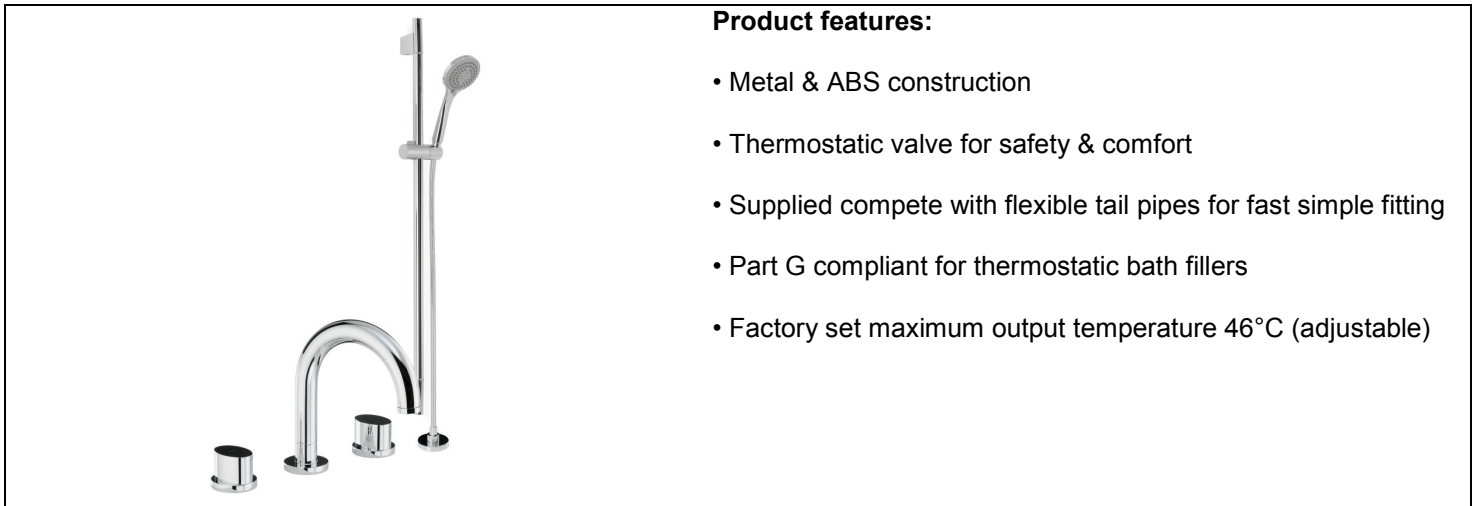 Product features:
• Metal & ABS construction
• Thermostatic valve for safety & comfort
• Supplied compete with flexible tail pipes for fast simple fitting
• Part G compliant for thermostatic bath fillers
• Factory set maximum output temperature 46°C (adjustable)